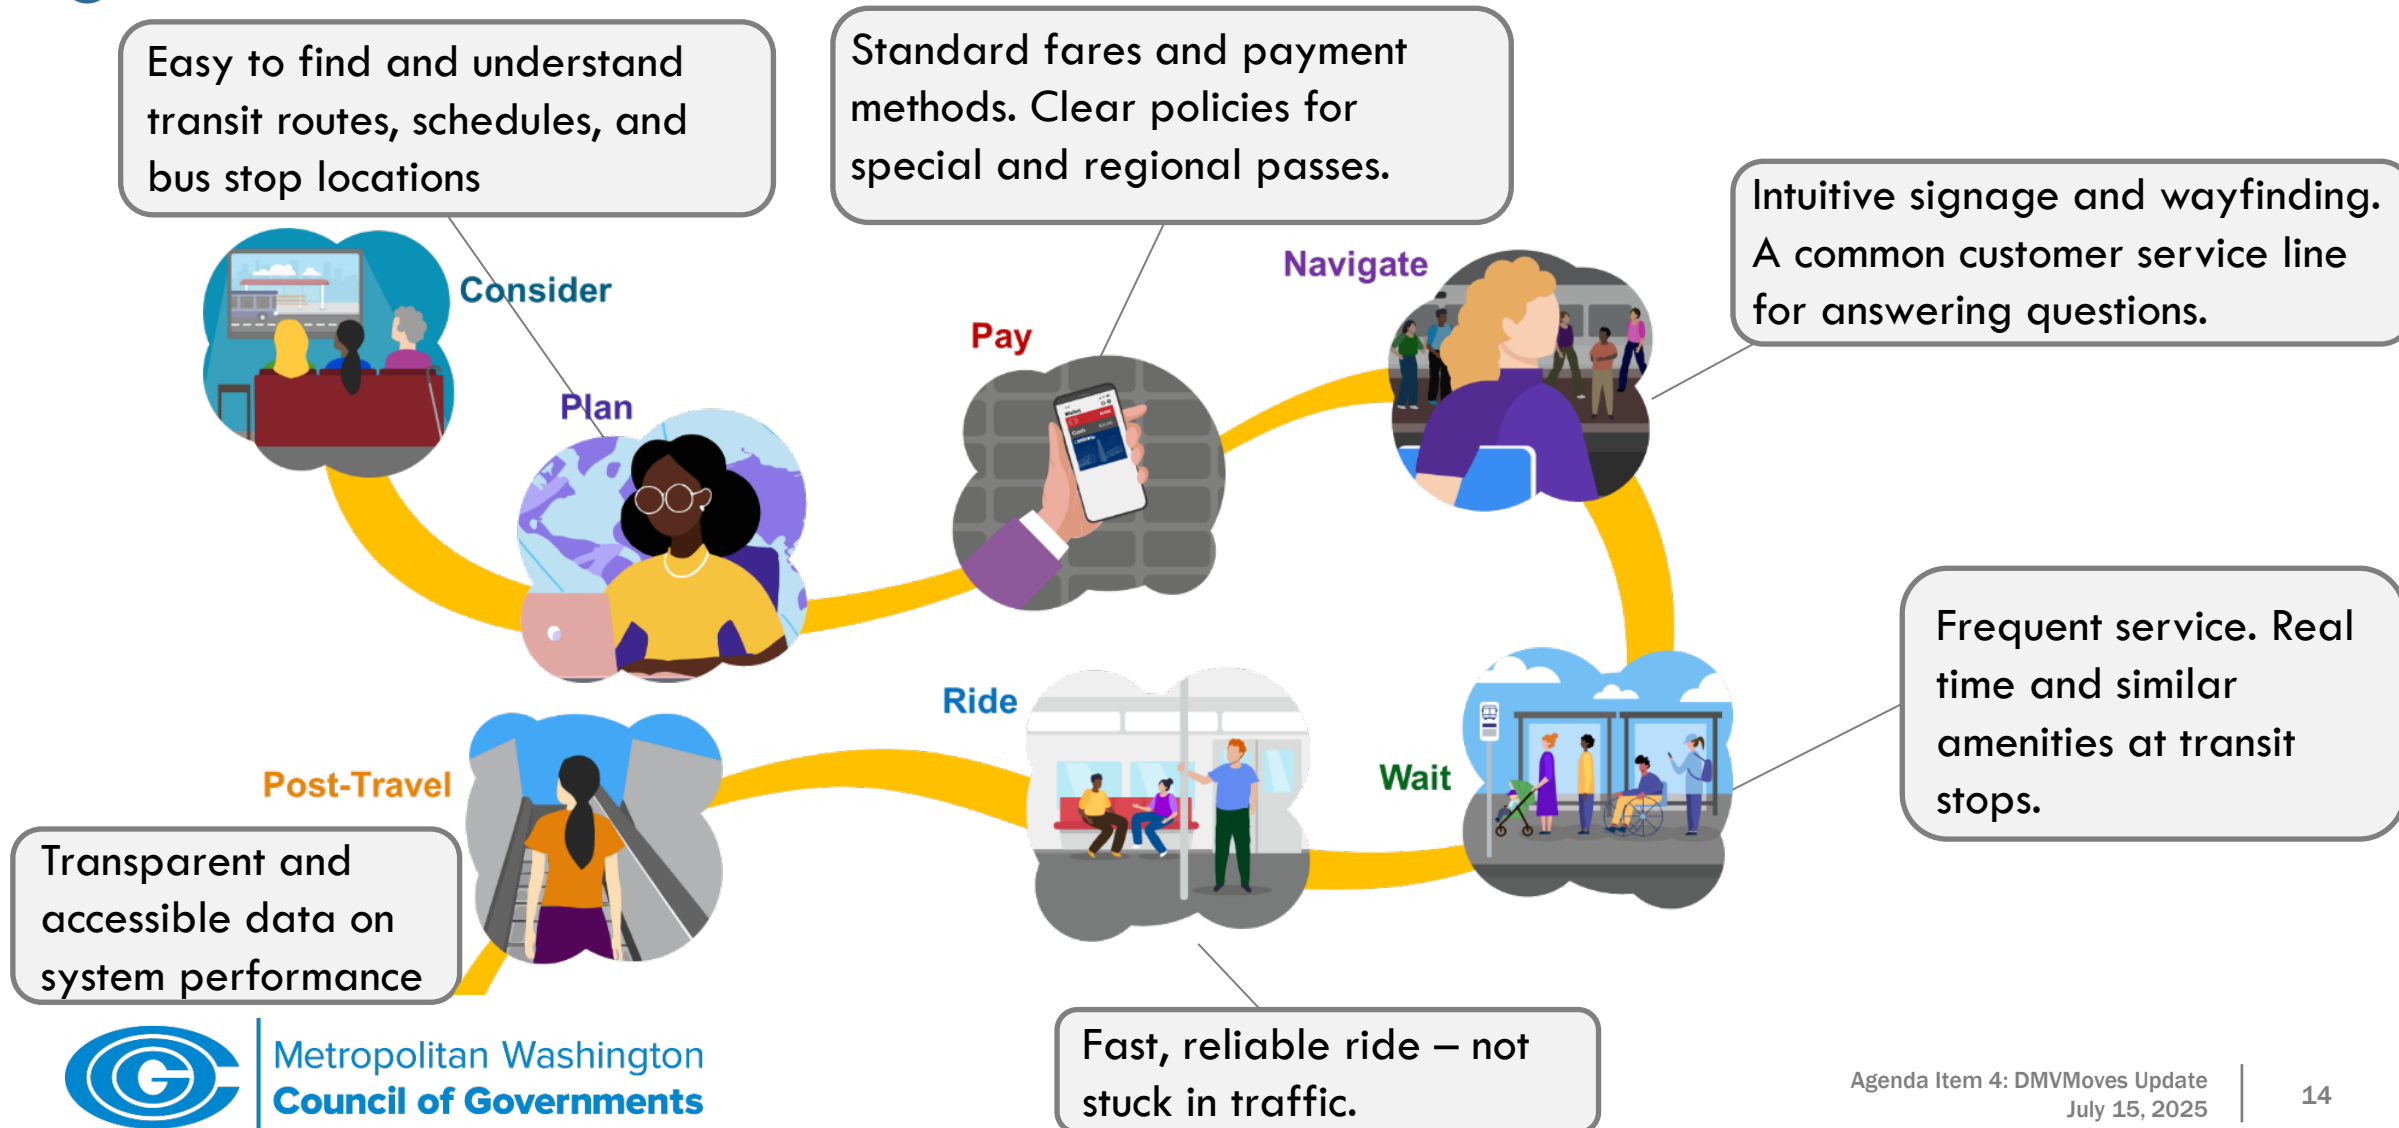 Easy to find and understand
transit routes, schedules, and
bus stop locations
Standard fares and payment
methods. Clear policies for
special and regional passes.
Intuitive signage and wayfinding.
A common customer service line
for answering questions.
Consider
Navigate
Pay
Plan
Wallet
Cash
Frequent service. Real
time and similar
amenities at transit
stops.
Ride
Wait
Post-Travel
Transparent and
accessible data on
system performance
Fast, reliable ride – not
stuck in traffic.
Metropolitan Washington
Council of Governments
Agenda Item 4: DMVMoves Update
July 15, 2025
14